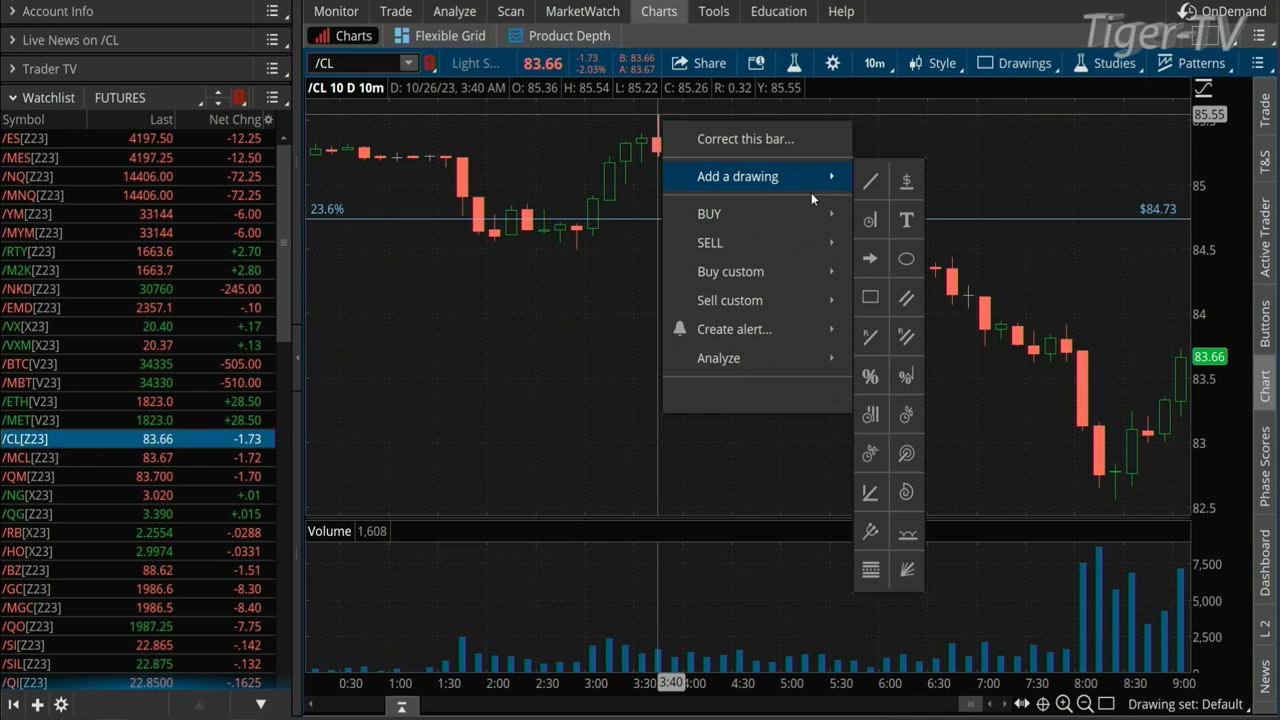 Account Info
Live News on /CL
Trader TV
Watchlist FUTURES
Symbol Last Net Chng
/ES[Z23] 4197.50 -12.25
/MES[Z23] 4197.25 -12.50
/NQ[Z23] 14406.00 -72.00
/MNQ[Z23] 14406.00 -72.00
/YM[Z23] 33144 -6.00
/MYM[Z23] 33144 -6.00
/RTY[Z23] 1663.6 +2.70
/M2K[Z23] 1663.7 +2.80
/NKD[Z23] 30760 -245.00
/EMD[Z23] 2357.1 -.10
/VX[X23] 20.40 +.17
/VXM[X23] 20.37 +.13
/BTC[V23] 34335 -505.00
/MBT[V23] 34330 -510.00
/ETH[V23] 1823.0 +28.50
/MET[V23] 1823.0 +28.50
/CL[Z23] 83.66 -1.73
/MCL[Z23] 83.67 -1.72
/QM[Z23] 83.700 -1.70
/NG[X23] 3.020 +.01
/QG[Z23] 3.390 +.015
/RB[X23] 2.2554 -.0288
/HO[X23] 2.9974 -.0331
/BZ[Z23] 88.62 -1.51
/GC[Z23] 1986.6 -8.30
/MGC[Z23] 1986.5 -8.40
/QO[Z23] 1987.25 -7.75
/SI[Z23] 22.865 -.142
/SIL[Z23] 22.875 -.132
/QI[Z23] 22.8500 -.1625
Monitor Trade Analyze Scan MarketWatch Charts Tools Education Help OnDemand
Tiger-TV
Charts Flexible Grid Product Depth
/CL Light S... 83.66 -1.73 -2.03% B: 83.66 A: 83.67 Share 10m Style Drawings Studies Patterns
/CL 10 D 10m D: 10/26/23, 3:40 AM O: 85.36 H: 85.54 L: 85.22 C: 85.26 R: 0.32 Y: 85.55
85.55
85
84.5
84
83.66
83.5
83
82.5
23.6% $84.73
Correct this bar...
Add a drawing
BUY
SELL
Buy custom
Sell custom
Create alert...
Analyze
Volume 1,608
7,500
5,000
2,500
0:30 1:00 1:30 2:00 2:30 3:00 3:30 3:40 4:00 4:30 5:00 5:30 6:00 6:30 7:00 7:30 8:00 8:30 9:00
Drawing set: Default
Trade
T&S
Active Trader
Buttons
Chart
Phase Scores
Dashboard
L 2
News